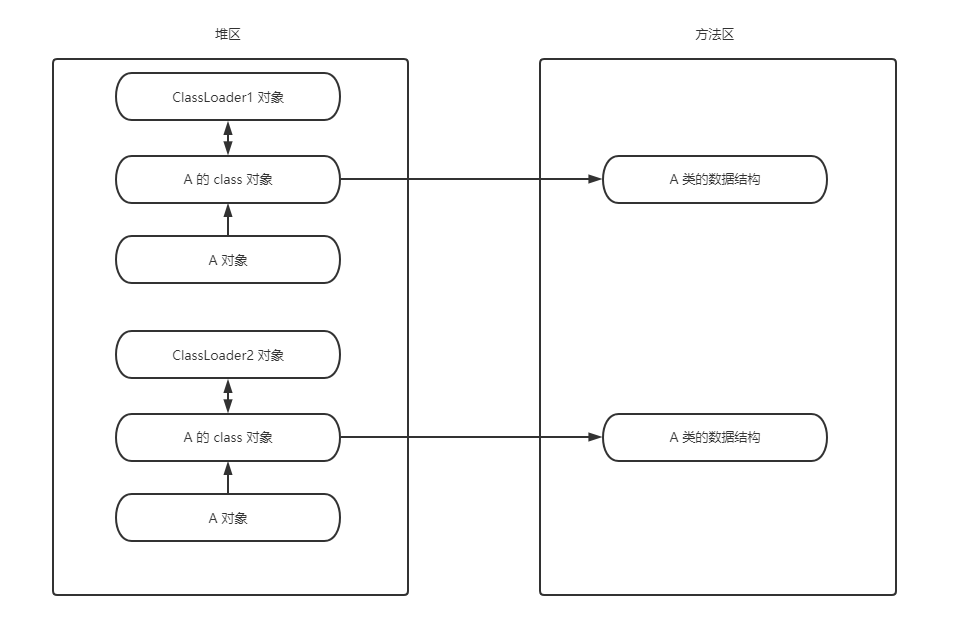 堆区
方法区
ClassLoader1 对象
A 的 class 对象
A 类的数据结构
A 对象
ClassLoader2 对象
A 的 class 对象
A 类的数据结构
A 对象